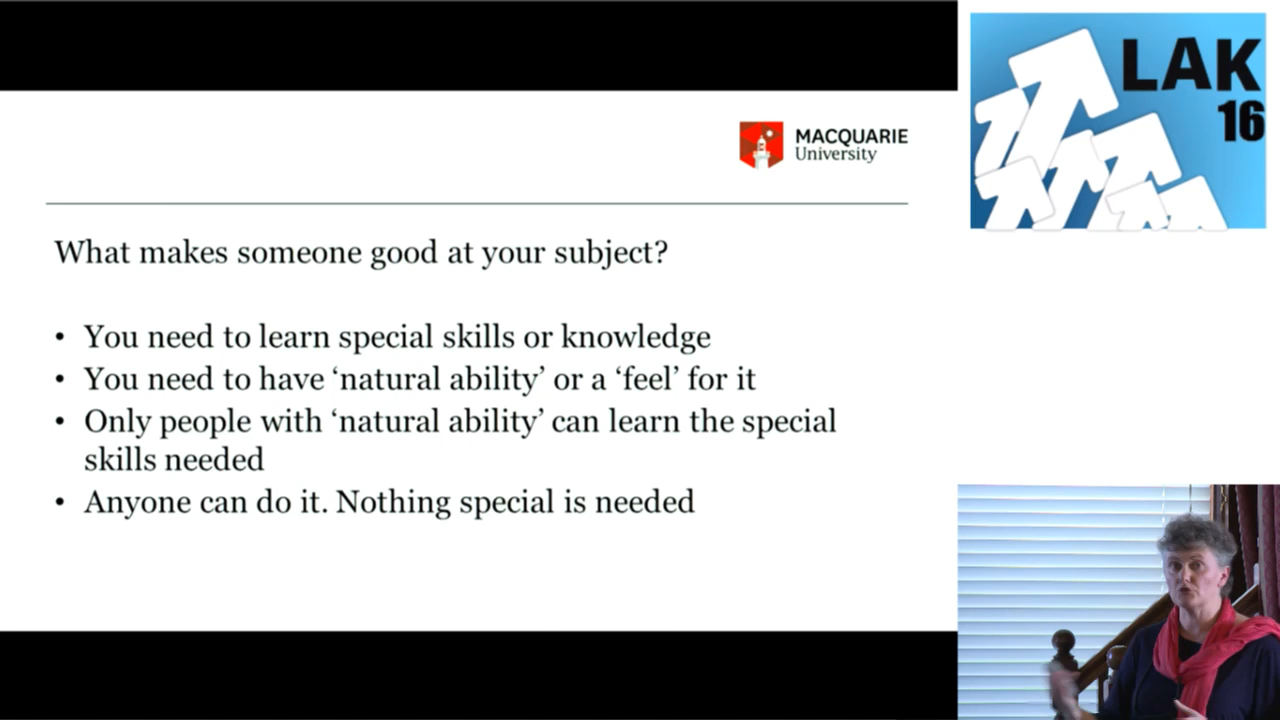 LAK
16
MACQUARIE
University
What makes someone good at your subject?
• You need to learn special skills or knowledge
• You need to have ‘natural ability’ or a ‘feel’ for it
• Only people with ‘natural ability’ can learn the special
skills needed
• Anyone can do it. Nothing special is needed